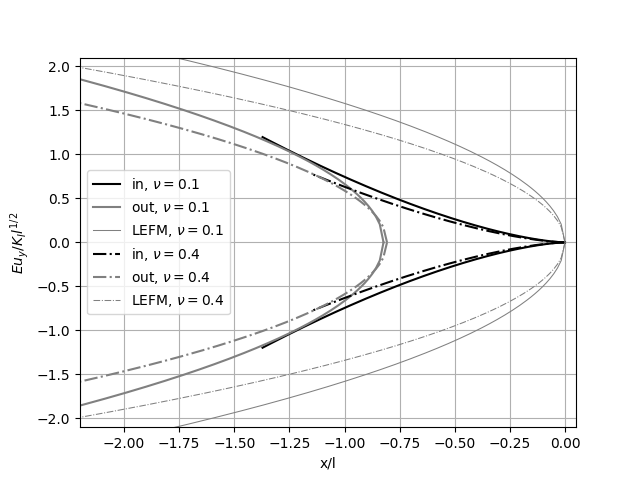 2.0
1.5
1.0
0.5
0.0
−0.5
−1.0
−1.5
−2.0
Eu_y/K_I l^{1/2}
in, ν = 0.1
out, ν = 0.1
LEFM, ν = 0.1
in, ν = 0.4
out, ν = 0.4
LEFM, ν = 0.4
−2.00 −1.75 −1.50 −1.25 −1.00 −0.75 −0.50 −0.25 0.00
x/l